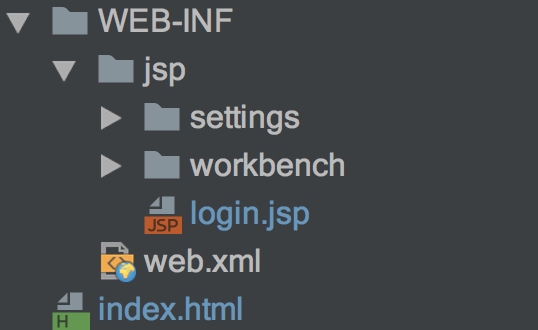 WEB-INF
jsp
settings
workbench
JSP login.jsp
web.xml
H index.html